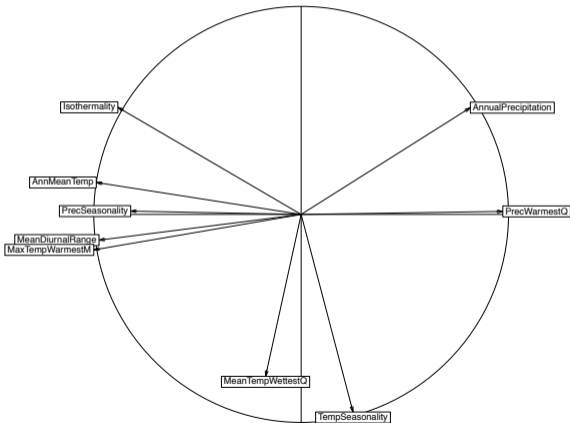 Isothermality
AnnualPrecipitation
AnnMeanTemp
PrecSeasonality
PrecWarmestQ
MeanDiurnalRange
MaxTempWarmestM
MeanTempWettestQ
TempSeasonality